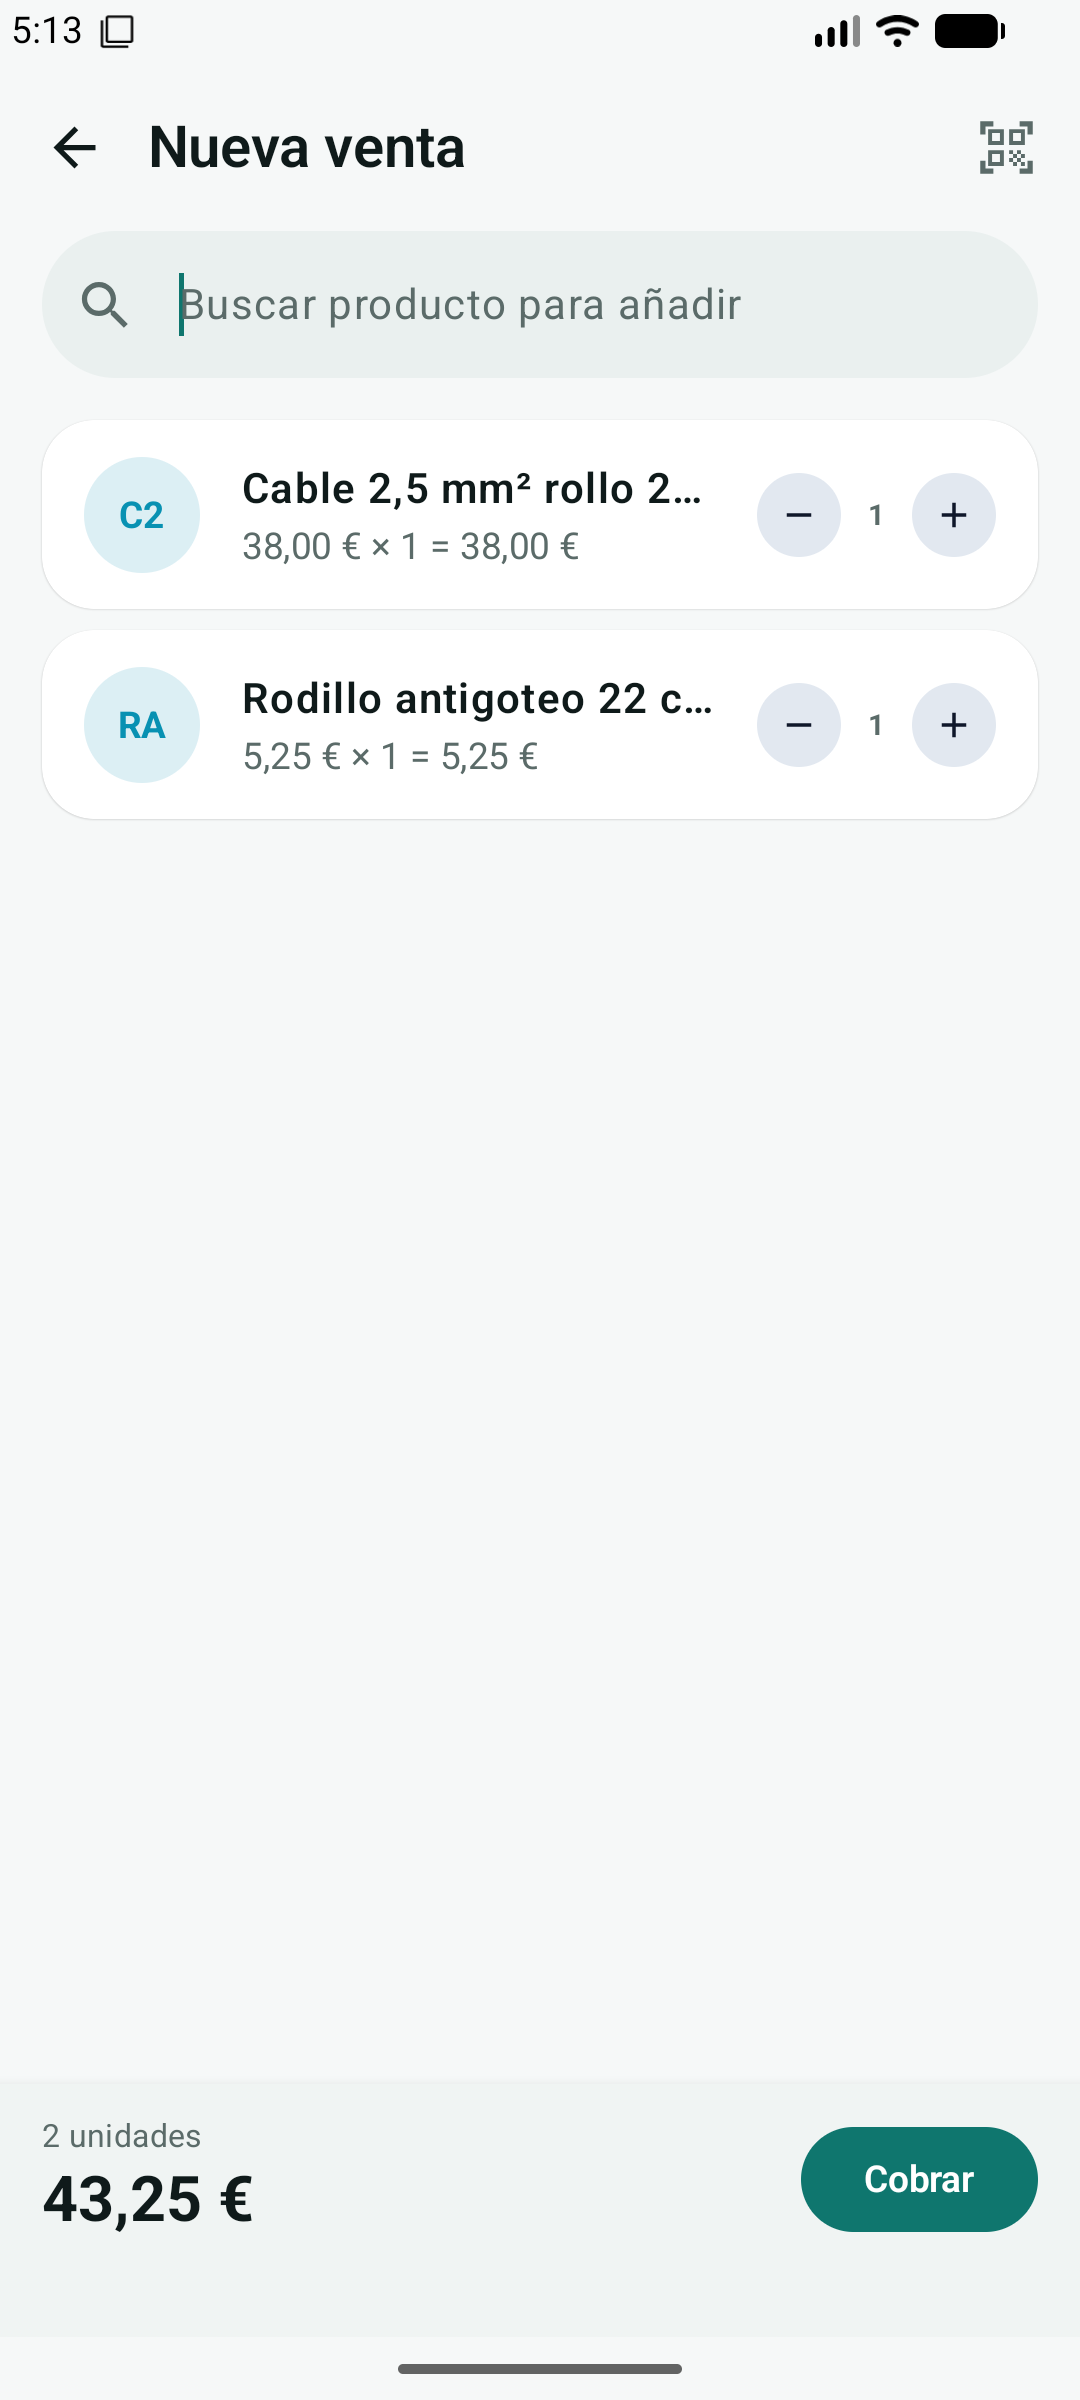 5:13
Nueva venta
Buscar producto para añadir
C2
Cable 2,5 mm² rollo 2…
38,00 € × 1 = 38,00 €
1
RA
Rodillo antigoteo 22 c…
5,25 € × 1 = 5,25 €
1
2 unidades
43,25 €
Cobrar